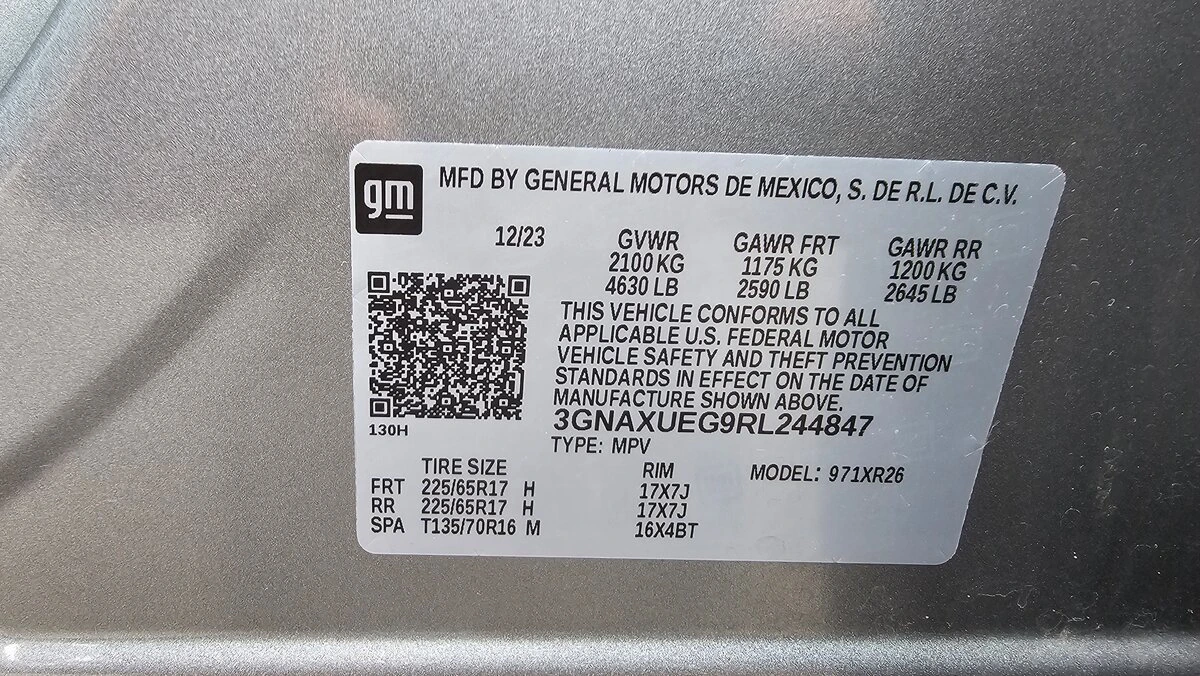 gm
MFD BY GENERAL MOTORS DE MEXICO, S. DE R.L. DE C.V.
12/23 GVWR GAWR FRT GAWR RR
2100 KG 1175 KG 1200 KG
4630 LB 2590 LB 2645 LB
THIS VEHICLE CONFORMS TO ALL
APPLICABLE U.S. FEDERAL MOTOR
VEHICLE SAFETY AND THEFT PREVENTION
STANDARDS IN EFFECT ON THE DATE OF
MANUFACTURE SHOWN ABOVE.
3GNAXUEG9RL244847
130H
TYPE: MPV
TIRE SIZE RIM MODEL: 971XR26
FRT 225/65R17 H 17X7J
RR 225/65R17 H 17X7J
SPA T135/70R16 M 16X4BT